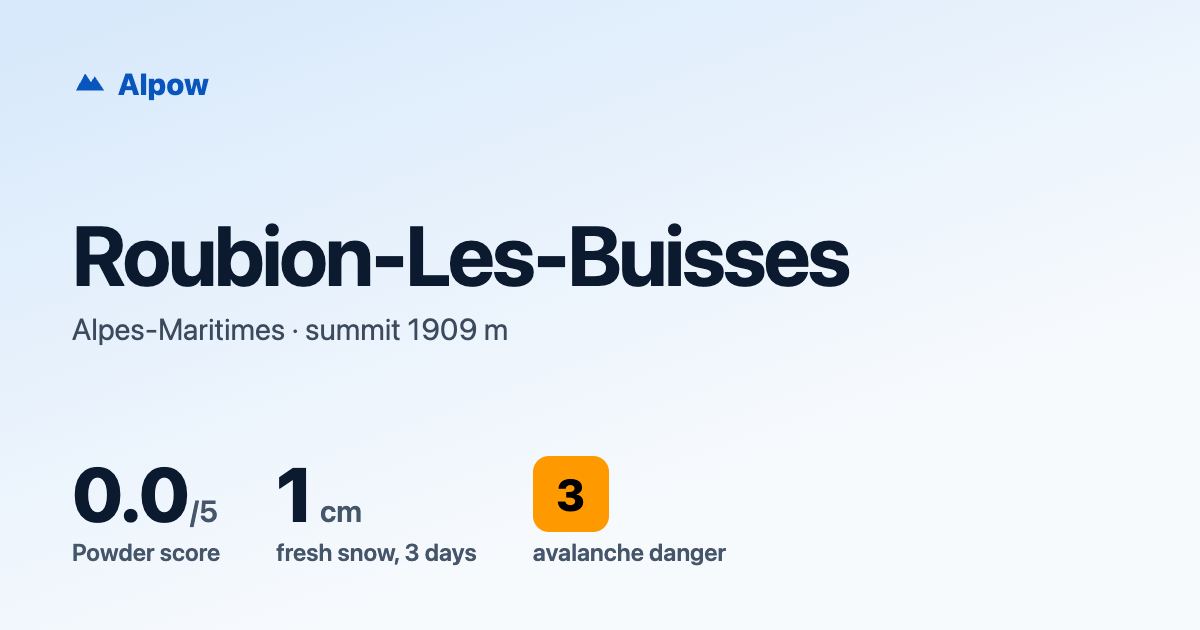 Alpow
Roubion-Les-Buisses
Alpes-Maritimes · summit 1909 m
0.0/5
1 cm
3
Powder score
fresh snow, 3 days
avalanche danger